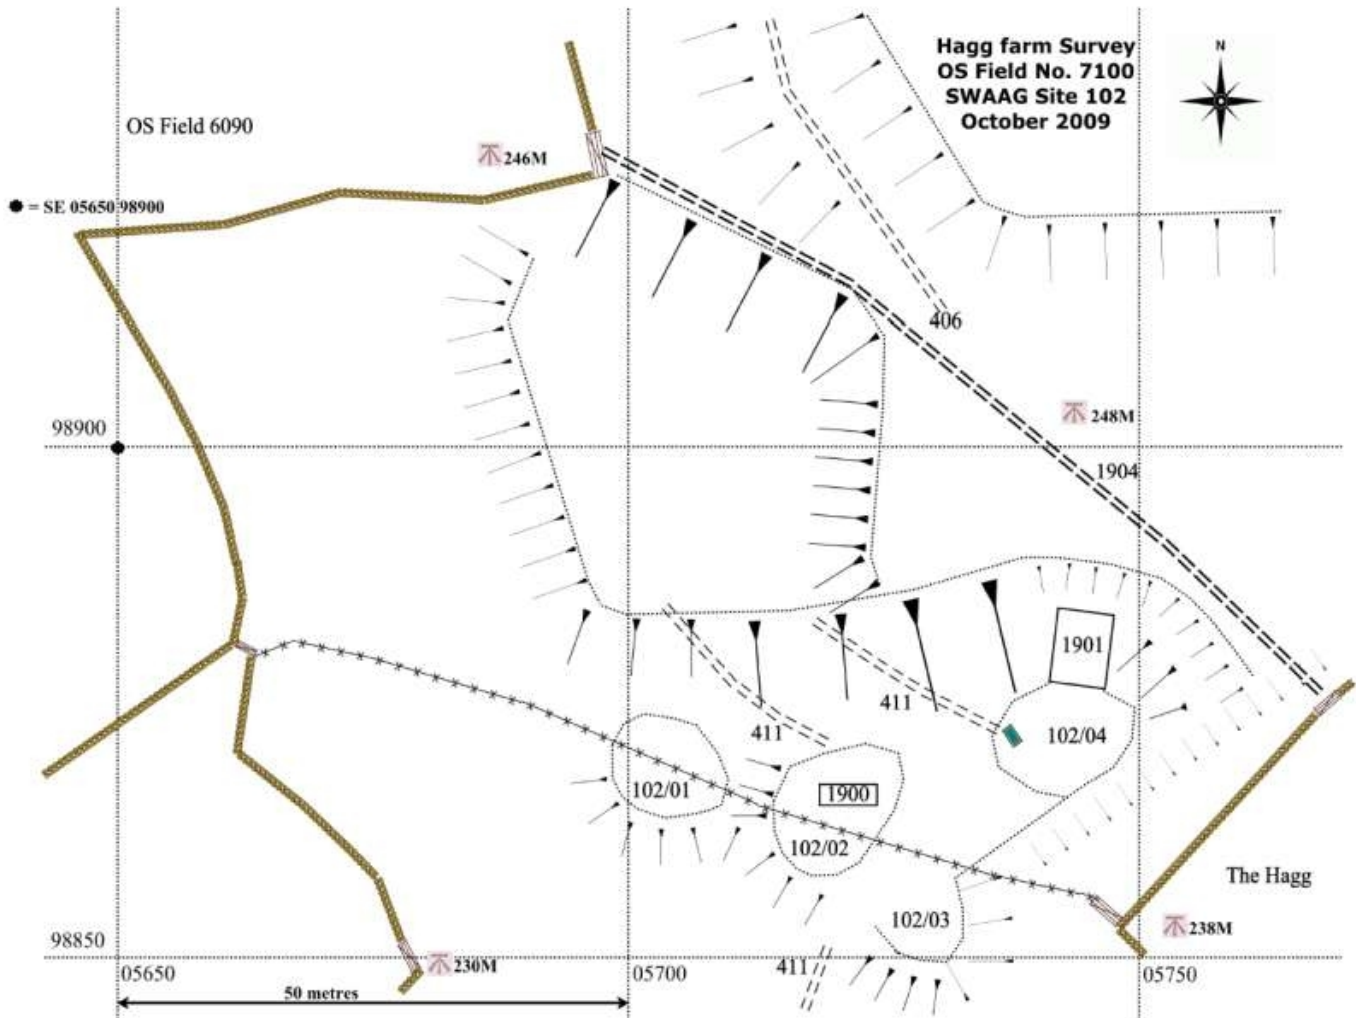 Hagg farm Survey
OS Field No. 7100
SWAAG Site 102
October 2009
N
OS Field 6090
246M
= SE 05650 98900
406
248M
98900
1904
1901
411
411
102/04
102/01
1900
102/02
The Hagg
102/03
238M
98850
230M
411
05650
05700
05750
50 metres